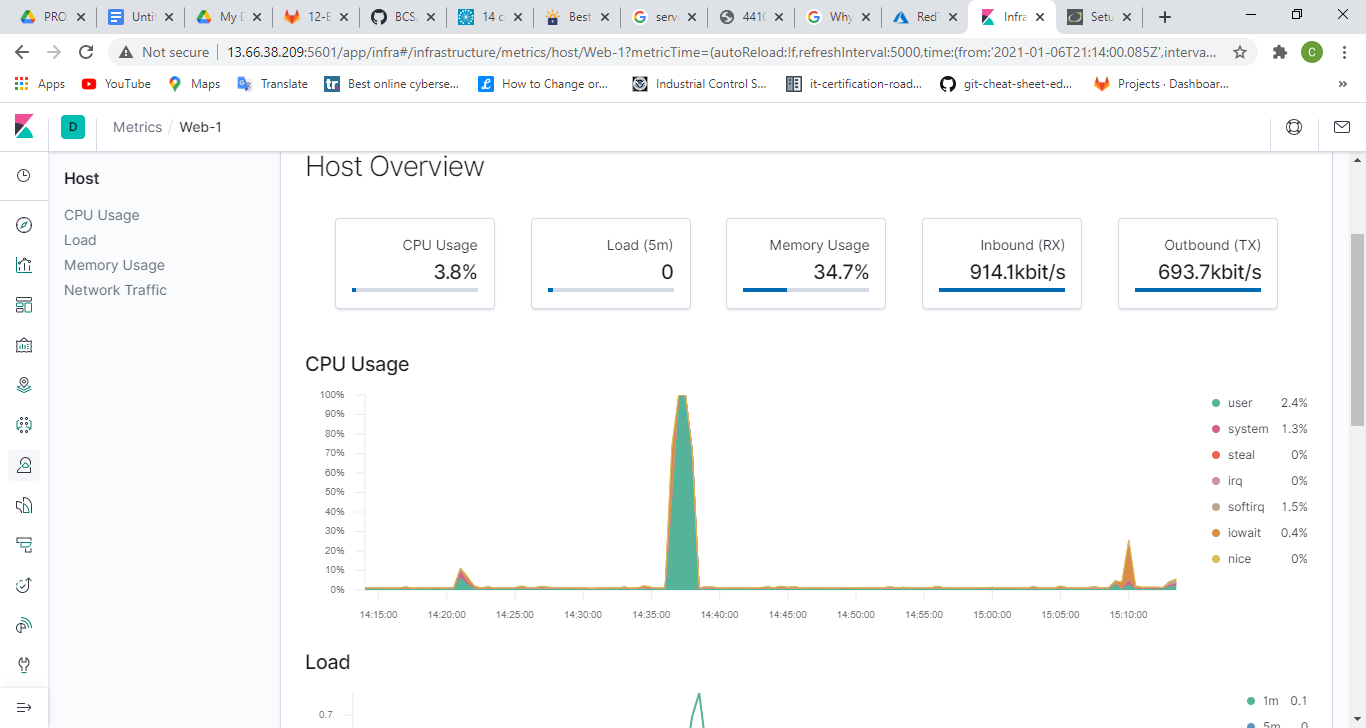 PRO.
Unti
My D
12-E
BCS/
14 c
Best
serv
4410
Why
RedT
Infra
Setu
Not secure
13.66.38.209:5601/app/infra#/infrastructure/metrics/host/Web-1?metricTime=(autoReload:!f,refreshInterval:5000,time:(from:'2021-01-06T21:14:00.085Z',interva...
C
Apps
YouTube
Maps
Translate
tr
Best online cyberse...
How to Change or...
Industrial Control S...
it-certification-road...
git-cheat-sheet-ed...
Projects · Dashboar...
»
D
Metrics / Web-1
Host
CPU Usage
Load
Memory Usage
Network Traffic
Host Overview
CPU Usage
3.8%
Load (5m)
0
Memory Usage
34.7%
Inbound (RX)
914.1kbit/s
Outbound (TX)
693.7kbit/s
CPU Usage
100%
90%
80%
70%
60%
50%
40%
30%
20%
10%
0%
14:15:00 14:20:00 14:25:00 14:30:00 14:35:00 14:40:00 14:45:00 14:50:00 14:55:00 15:00:00 15:05:00 15:10:00
user 2.4%
system 1.3%
steal 0%
irq 0%
softirq 1.5%
iowait 0.4%
nice 0%
Load
0.7
1m 0.1
5m 0